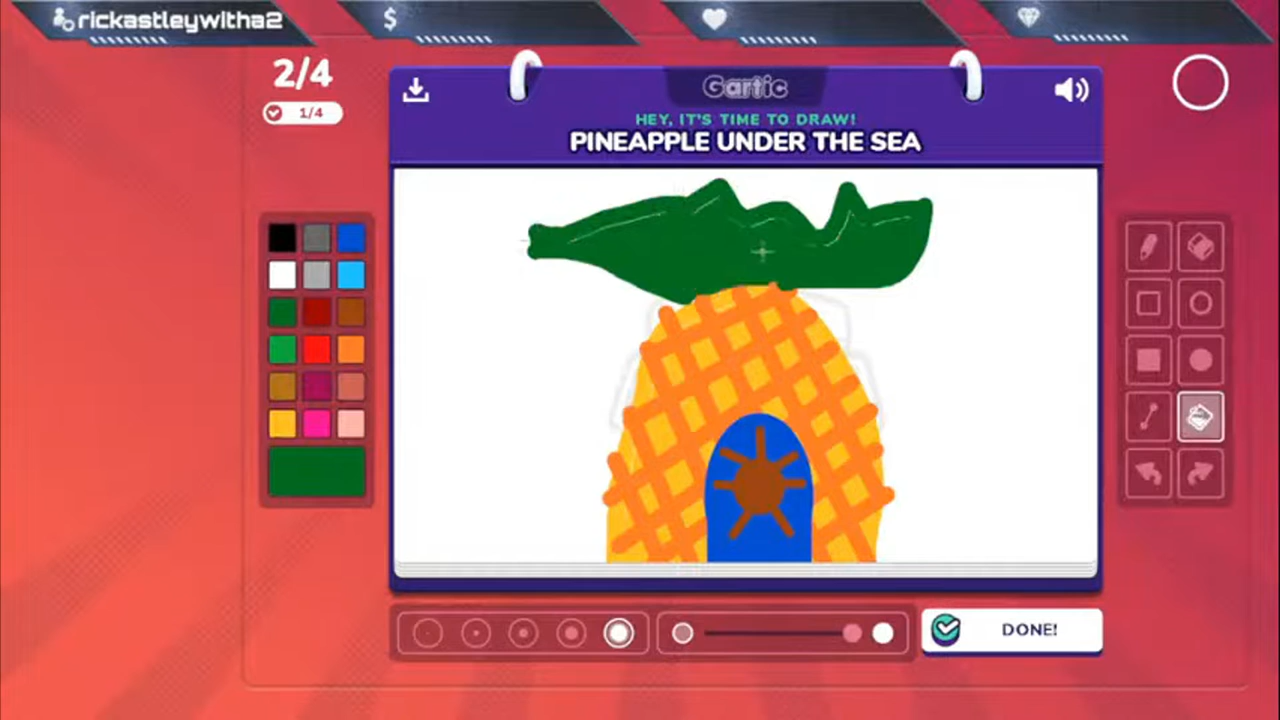 rickastleywitha2
$
2/4
1/4
Gartic
HEY, IT'S TIME TO DRAW!
PINEAPPLE UNDER THE SEA
DONE!